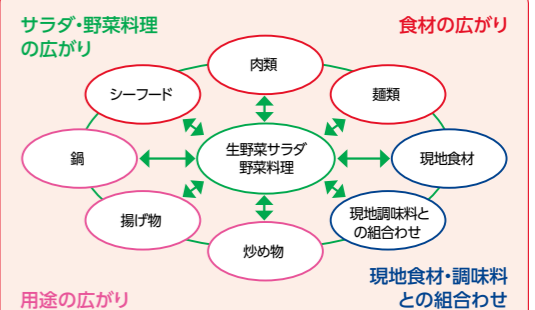 サラダ・野菜料理
の広がり
食材の広がり
肉類
シーフード
麺類
生野菜サラダ
野菜料理
鍋
現地食材
揚げ物
現地調味料と
の組合わせ
炒め物
用途の広がり
現地食材・調味料
との組合わせ